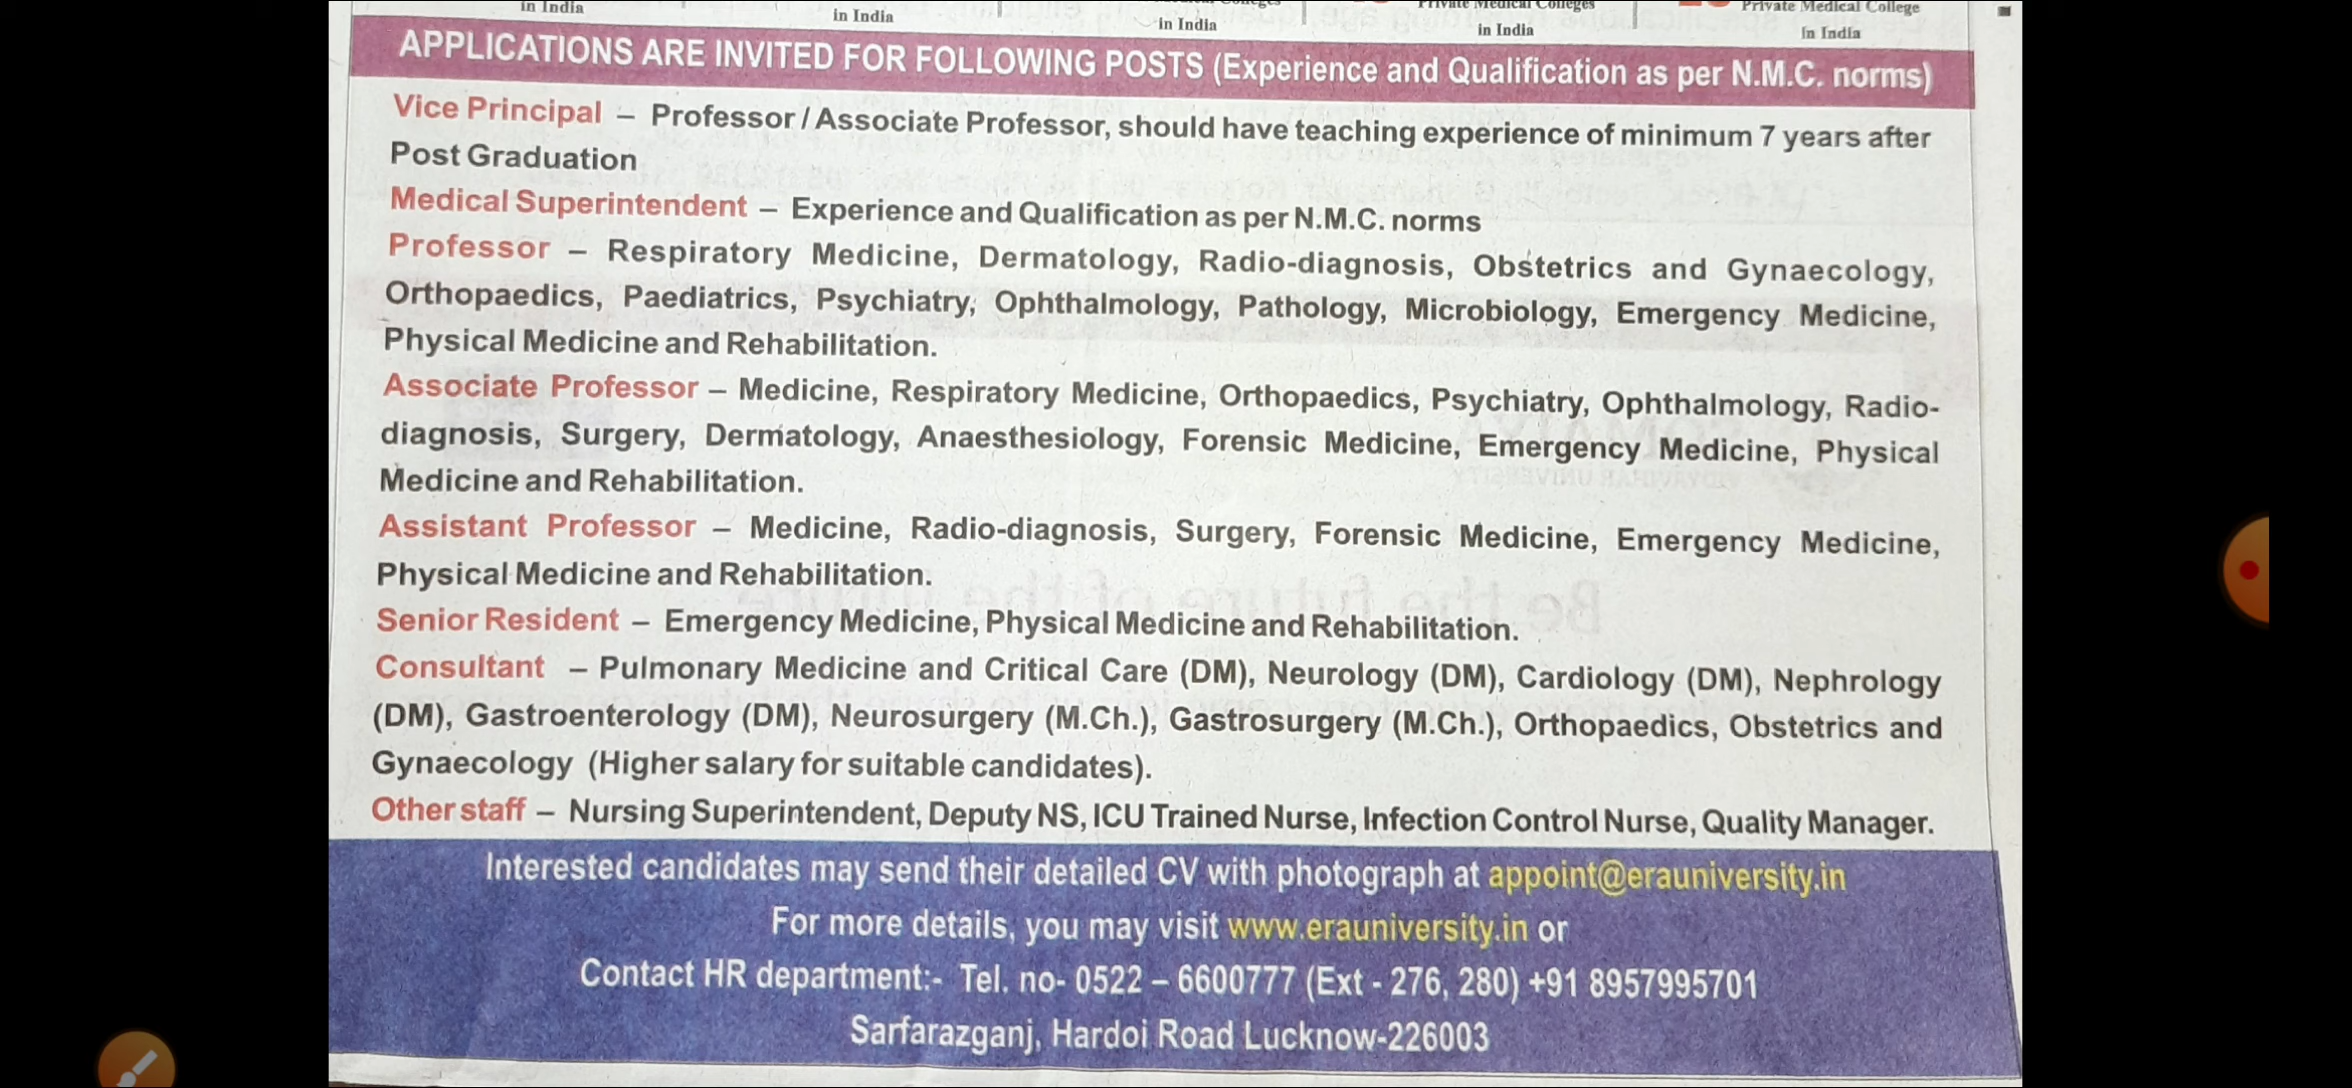 in India
in India
in India
Private Medical Colleges
in India
Private Medical College
in India
APPLICATIONS ARE INVITED FOR FOLLOWING POSTS (Experience and Qualification as per N.M.C. norms)
Vice Principal – Professor / Associate Professor, should have teaching experience of minimum 7 years after
Post Graduation
Medical Superintendent – Experience and Qualification as per N.M.C. norms
Professor – Respiratory Medicine, Dermatology, Radio-diagnosis, Obstetrics and Gynaecology,
Orthopaedics, Paediatrics, Psychiatry, Ophthalmology, Pathology, Microbiology, Emergency Medicine,
Physical Medicine and Rehabilitation.
Associate Professor – Medicine, Respiratory Medicine, Orthopaedics, Psychiatry, Ophthalmology, Radio-
diagnosis, Surgery, Dermatology, Anaesthesiology, Forensic Medicine, Emergency Medicine, Physical
Medicine and Rehabilitation.
Assistant Professor – Medicine, Radio-diagnosis, Surgery, Forensic Medicine, Emergency Medicine,
Physical Medicine and Rehabilitation.
Senior Resident – Emergency Medicine, Physical Medicine and Rehabilitation.
Consultant – Pulmonary Medicine and Critical Care (DM), Neurology (DM), Cardiology (DM), Nephrology
(DM), Gastroenterology (DM), Neurosurgery (M.Ch.), Gastrosurgery (M.Ch.), Orthopaedics, Obstetrics and
Gynaecology (Higher salary for suitable candidates).
Other staff – Nursing Superintendent, Deputy NS, ICU Trained Nurse, Infection Control Nurse, Quality Manager.
Interested candidates may send their detailed CV with photograph at appoint@erauniversity.in
For more details, you may visit www.erauniversity.in or
Contact HR department:- Tel. no- 0522 – 6600777 (Ext - 276, 280) +91 8957995701
Sarfarazganj, Hardoi Road Lucknow-226003